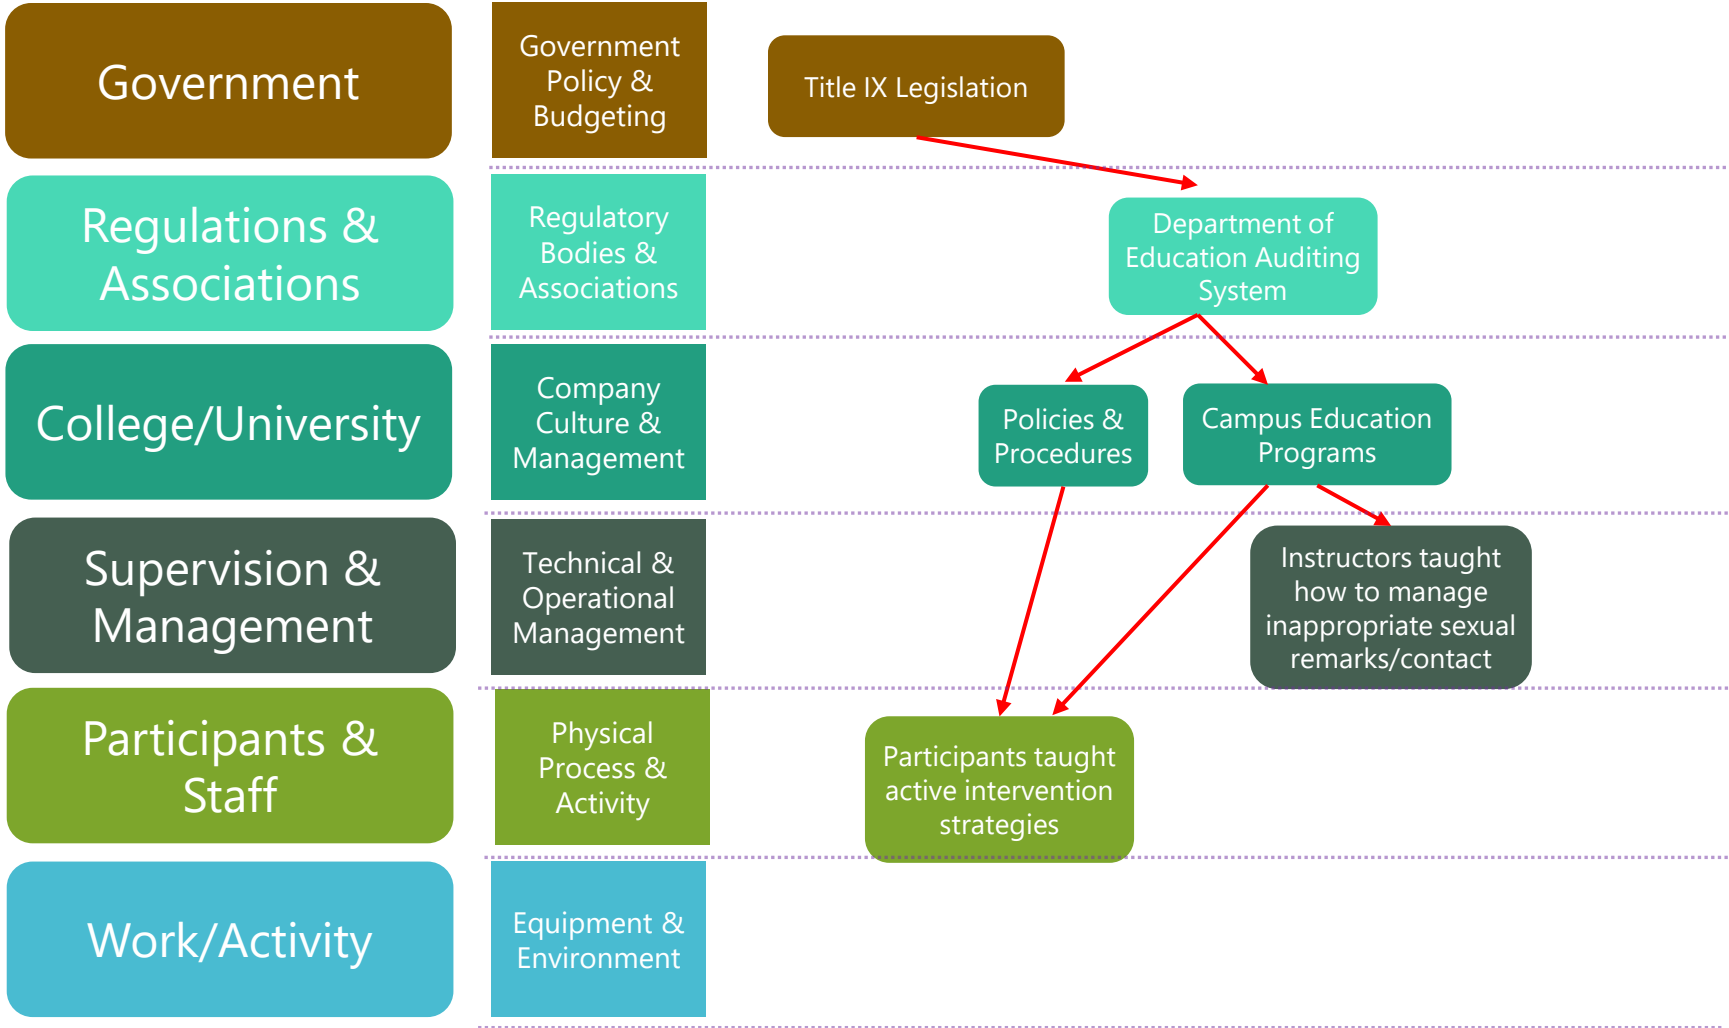 Government
Government
Policy &
Budgeting
Title IX Legislation
Regulations &
Associations
Regulatory
Bodies &
Associations
Department of
Education Auditing
System
College/University
Company
Culture &
Management
Policies &
Procedures
Campus Education
Programs
Supervision &
Management
Technical &
Operational
Management
Instructors taught
how to manage
inappropriate sexual
remarks/contact
Participants &
Staff
Physical
Process &
Activity
Participants taught
active intervention
strategies
Work/Activity
Equipment &
Environment